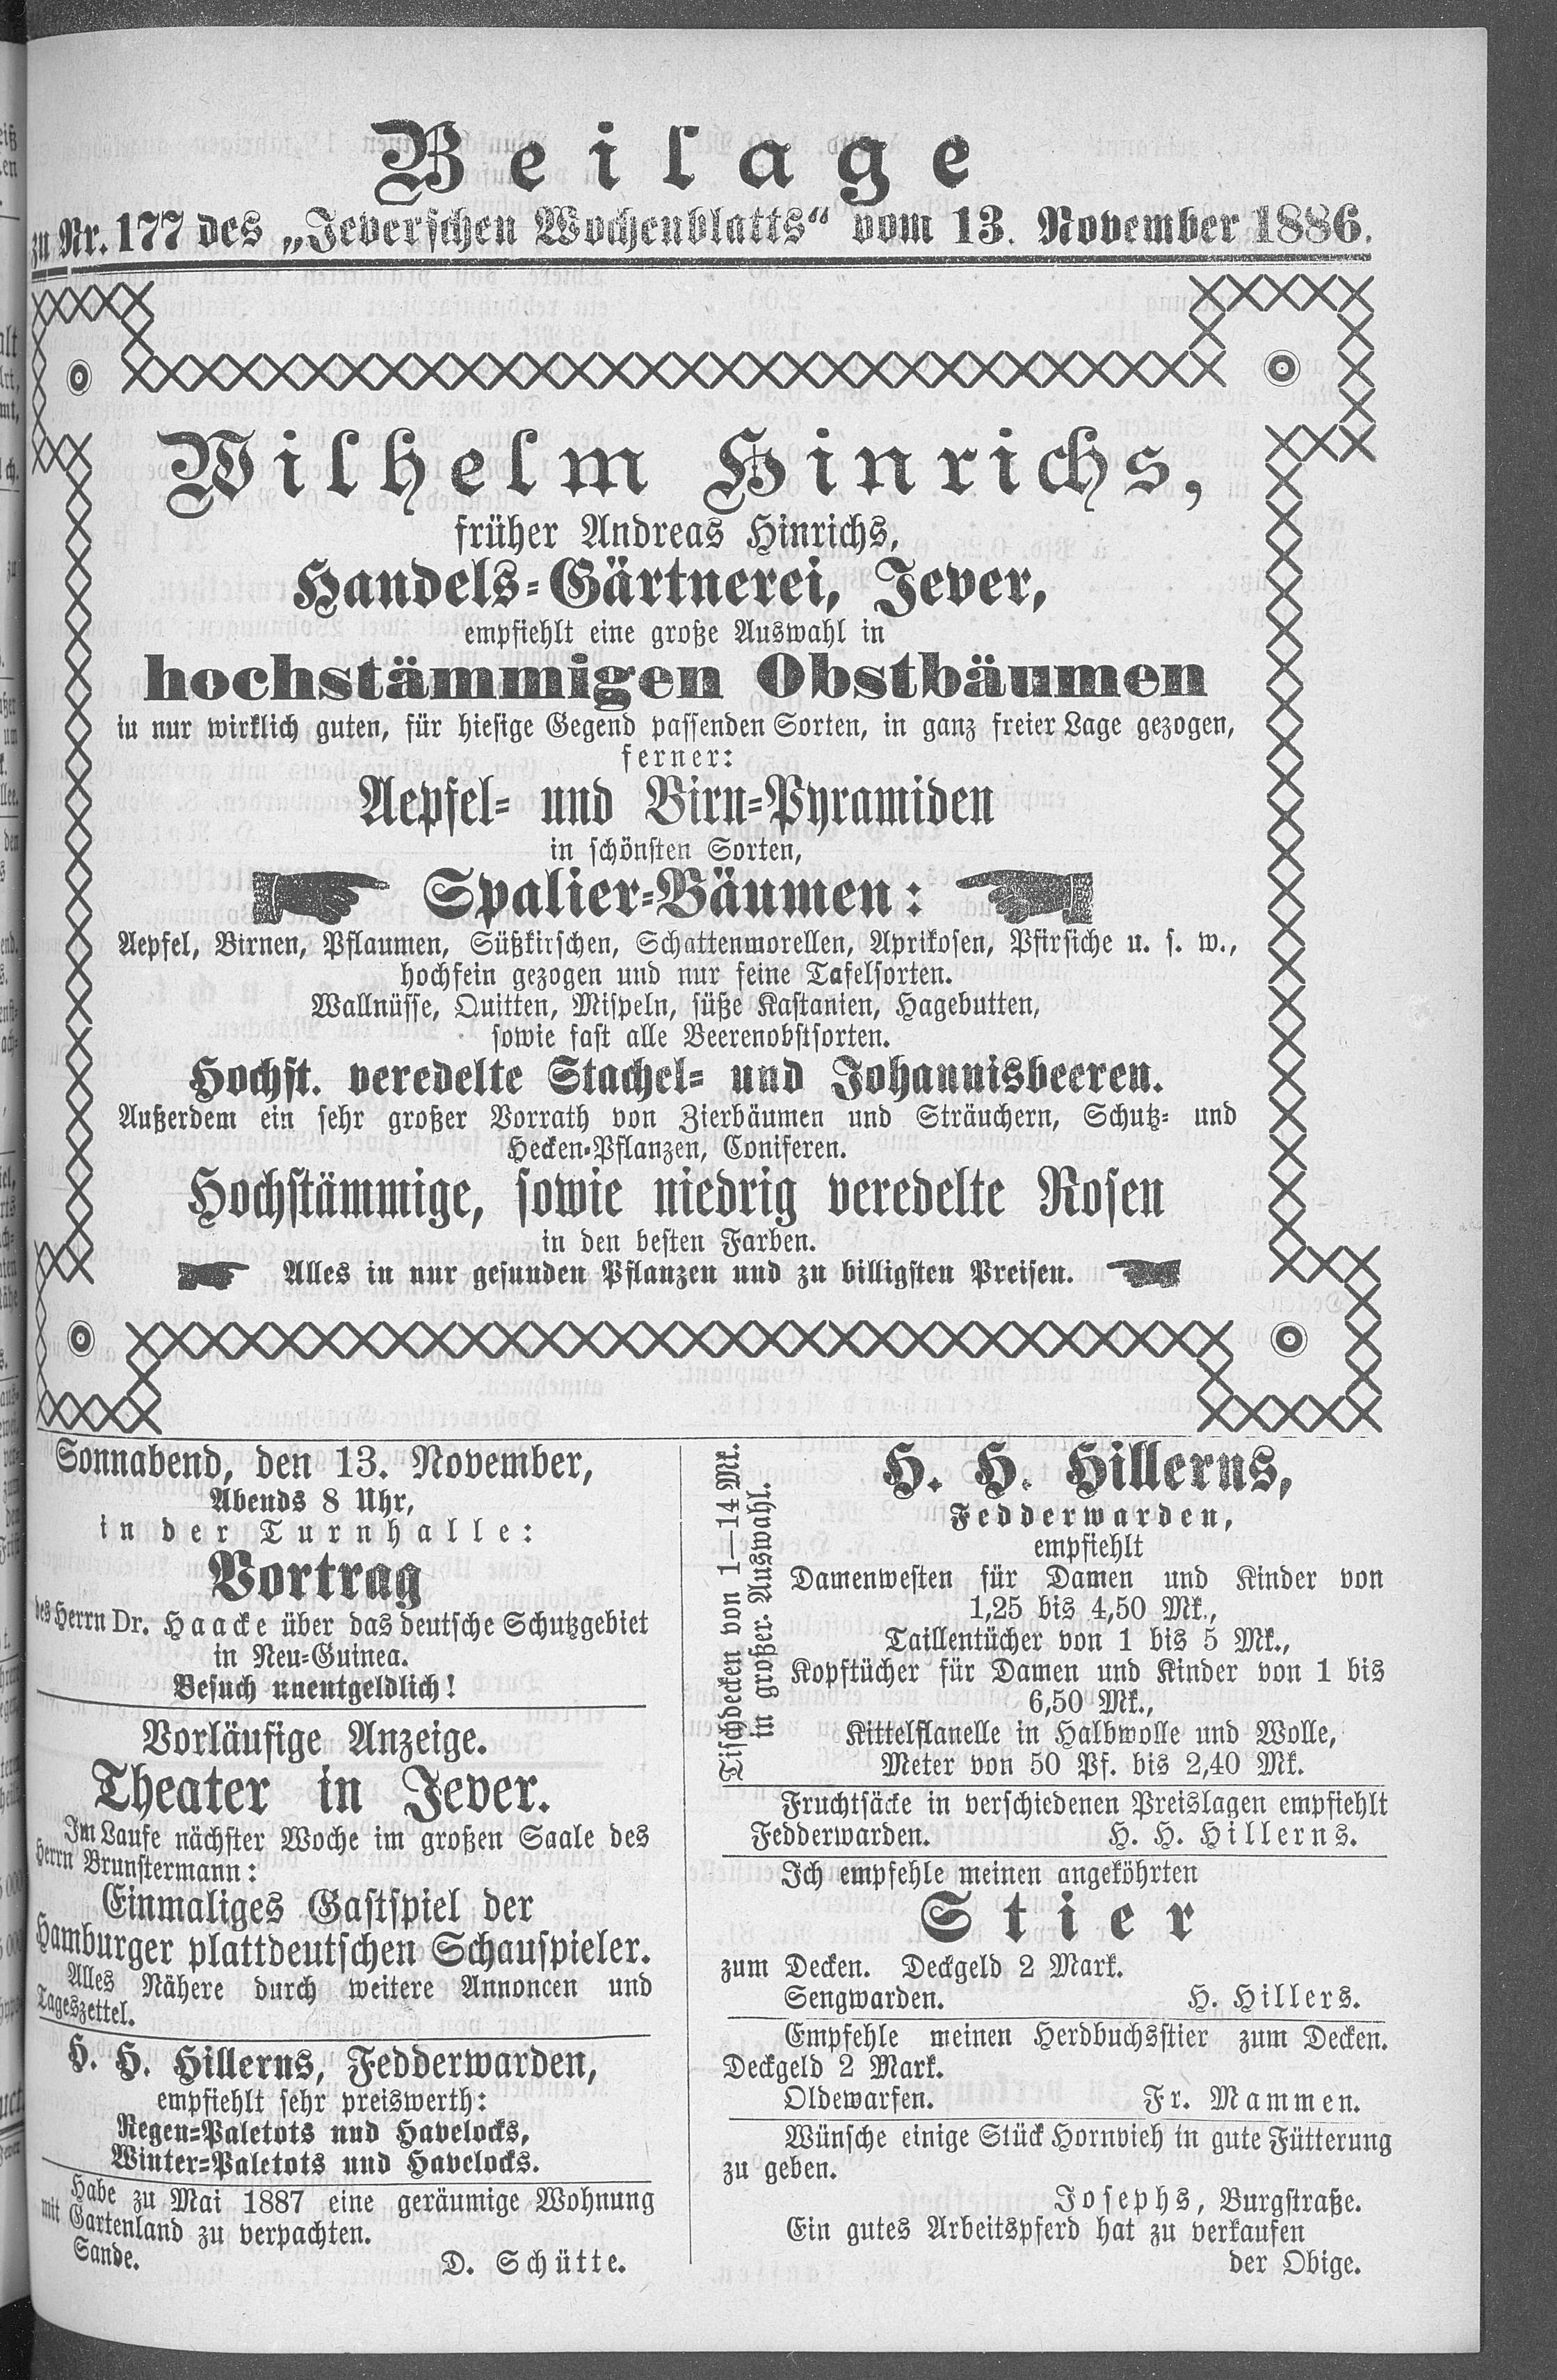 Beilage
zu Nr. 177 des „Jeverschen Wochenblatts“ vom 13. November 1886.
Wilhelm Hinrichs,
früher Andreas Hinrichs,
Handels-Gärtnerei, Jever,
empfiehlt eine große Auswahl in
hochstämmigen Obstbäumen
in nur wirklich guten, für hiesige Gegend passenden Sorten, in ganz freier Lage gezogen,
ferner:
Aepfel- und Birn-Pyramiden
in schönsten Sorten,
Spalier-Bäumen:
Aepfel, Birnen, Pflaumen, Süßkirschen, Schattenmorellen, Aprikosen, Pfirsiche u. s. w.,
hochfein gezogen und nur feine Tafelsorten.
Wallnüsse, Quitten, Mispeln, süße Kastanien, Hagebutten,
sowie fast alle Beerenobstsorten.
Hochst. veredelte Stachel- und Johannisbeeren.
Außerdem ein sehr großer Vorrath von Zierbäumen und Sträuchern, Schutz- und
Hecken-Pflanzen, Coniferen.
Hochstämmige, sowie niedrig veredelte Rosen
in den besten Farben.
Alles in nur gesunden Pflanzen und zu billigsten Preisen.
Sonnabend, den 13. November,
Abends 8 Uhr,
in der Turnhalle:
Vortrag
des Herrn Dr. Haacke über das deutsche Schutzgebiet
in Neu-Guinea.
Besuch unentgeldlich!
Vorläufige Anzeige.
Theater in Jever.
Im Laufe nächster Woche im großen Saale des
Herrn Brunstermann:
Einmaliges Gastspiel der
Hamburger plattdeutschen Schauspieler.
Alles Nähere durch weitere Annoncen und
Tageszettel.
H. H. Hillerns, Fedderwarden,
empfiehlt sehr preiswerth:
Regen-Paletots und Havelocks,
Winter-Paletots und Havelocks.
Habe zu Mai 1887 eine geräumige Wohnung
mit Gartenland zu verpachten.
Sande. D. Schütte.
Tischdecken von 1—14 Mk.
in großer Auswahl.
H. H. Hillerns,
Fedderwarden,
empfiehlt
Damenwesten für Damen und Kinder von
1,25 bis 4,50 Mk.,
Taillentücher von 1 bis 5 Mk.,
Kopftücher für Damen und Kinder von 1 bis
6,50 Mk.,
Kittelflanelle in Halbwolle und Wolle,
Meter von 50 Pf. bis 2,40 Mk.
Fruchtsäcke in verschiedenen Preislagen empfiehlt
Fedderwarden. H. H. Hillerns.
Ich empfehle meinen angeköhrten
Stier
zum Decken. Deckgeld 2 Mark.
Sengwarden. H. Hillers.
Empfehle meinen Herdbuchsstier zum Decken.
Deckgeld 2 Mark.
Oldewarfen. Fr. Mammen.
Wünsche einige Stück Hornvieh in gute Fütterung
zu geben.
Josephs, Burgstraße.
Ein gutes Arbeitspferd hat zu verkaufen
der Obige.